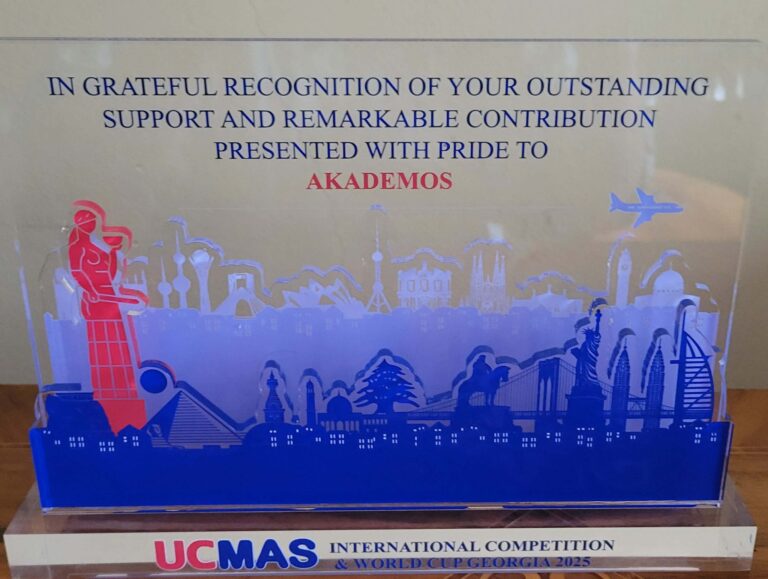 IN GRATEFUL RECOGNITION OF YOUR OUTSTANDING
SUPPORT AND REMARKABLE CONTRIBUTION
PRESENTED WITH PRIDE TO
AKADEMOS
UCMAS INTERNATIONAL COMPETITION
& WORLD CUP GEORGIA 2025